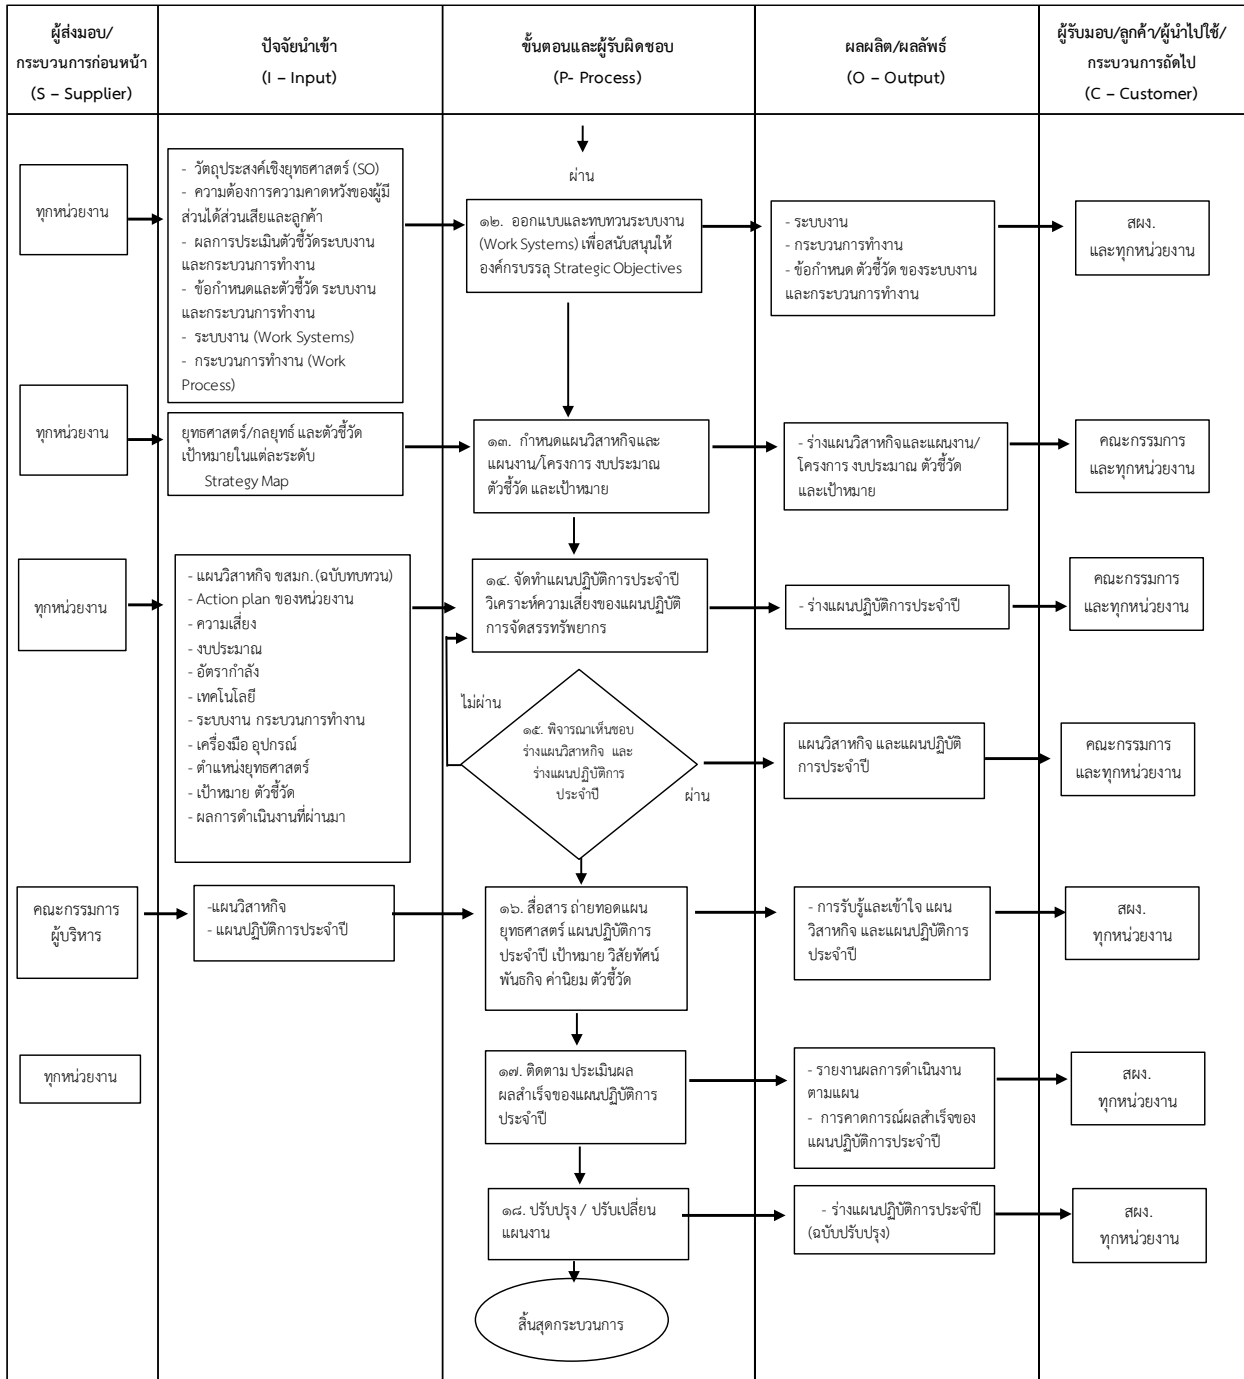 ผู้ส่งมอบ/
กระบวนการก่อนหน้า
(S – Supplier)
ปัจจัยนำเข้า
(I – Input)
ขั้นตอนและผู้รับผิดชอบ
(P- Process)
ผลผลิต/ผลลัพธ์
(O – Output)
ผู้รับมอบ/ลูกค้า/ผู้นำไปใช้/
กระบวนการถัดไป
(C – Customer)
ผ่าน
ทุกหน่วยงาน
- วัตถุประสงค์เชิงยุทธศาสตร์ (SO)
- ความต้องการความคาดหวังของผู้มี
ส่วนได้ส่วนเสียและลูกค้า
- ผลการประเมินตัวชี้วัดระบบงาน
และกระบวนการทำงาน
- ข้อกำหนดและตัวชี้วัด ระบบงาน
และกระบวนการทำงาน
- ระบบงาน (Work Systems)
- กระบวนการทำงาน (Work
Process)
๑๒. ออกแบบและทบทวนระบบงาน
(Work Systems) เพื่อสนับสนุนให้
องค์กรบรรลุ Strategic Objectives
- ระบบงาน
- กระบวนการทำงาน
- ข้อกำหนด ตัวชี้วัด ของระบบงาน
และกระบวนการทำงาน
สผง.
และทุกหน่วยงาน
ทุกหน่วยงาน
ยุทธศาสตร์/กลยุทธ์ และตัวชี้วัด
เป้าหมายในแต่ละระดับ
Strategy Map
๑๓. กำหนดแผนวิสาหกิจและ
แผนงาน/โครงการ งบประมาณ
ตัวชี้วัด และเป้าหมาย
- ร่างแผนวิสาหกิจและแผนงาน/
โครงการ งบประมาณ ตัวชี้วัด
และเป้าหมาย
คณะกรรมการ
และทุกหน่วยงาน
ทุกหน่วยงาน
- แผนวิสาหกิจ ขสมก. (ฉบับทบทวน)
- Action plan ของหน่วยงาน
- ความเสี่ยง
- งบประมาณ
- อัตรากำลัง
- เทคโนโลยี
- ระบบงาน กระบวนการทำงาน
- เครื่องมือ อุปกรณ์
- ตำแหน่งยุทธศาสตร์
- เป้าหมาย ตัวชี้วัด
- ผลการดำเนินงานที่ผ่านมา
๑๔. จัดทำแผนปฏิบัติการประจำปี
วิเคราะห์ความเสี่ยงของแผนปฏิบัติ
การจัดสรรทรัพยากร
- ร่างแผนปฏิบัติการประจำปี
คณะกรรมการ
และทุกหน่วยงาน
ไม่ผ่าน
๑๕. พิจารณาเห็นชอบ
ร่างแผนวิสาหกิจ และ
ร่างแผนปฏิบัติการ
ประจำปี
ผ่าน
แผนวิสาหกิจ และแผนปฏิบัติ
การประจำปี
คณะกรรมการ
และทุกหน่วยงาน
คณะกรรมการ
ผู้บริหาร
-แผนวิสาหกิจ
- แผนปฏิบัติการประจำปี
๑๖. สื่อสาร ถ่ายทอดแผน
ยุทธศาสตร์ แผนปฏิบัติการ
ประจำปี เป้าหมาย วิสัยทัศน์
พันธกิจ ค่านิยม ตัวชี้วัด
- การรับรู้และเข้าใจ แผน
วิสาหกิจ และแผนปฏิบัติการ
ประจำปี
สผง.
ทุกหน่วยงาน
ทุกหน่วยงาน
๑๗. ติดตาม ประเมินผล
ผลสำเร็จของแผนปฏิบัติการ
ประจำปี
- รายงานผลการดำเนินงาน
ตามแผน
- การคาดการณ์ผลสำเร็จของ
แผนปฏิบัติการประจำปี
สผง.
ทุกหน่วยงาน
๑๘. ปรับปรุง / ปรับเปลี่ยน
แผนงาน
- ร่างแผนปฏิบัติการประจำปี
(ฉบับปรับปรุง)
สผง.
ทุกหน่วยงาน
สิ้นสุดกระบวนการ